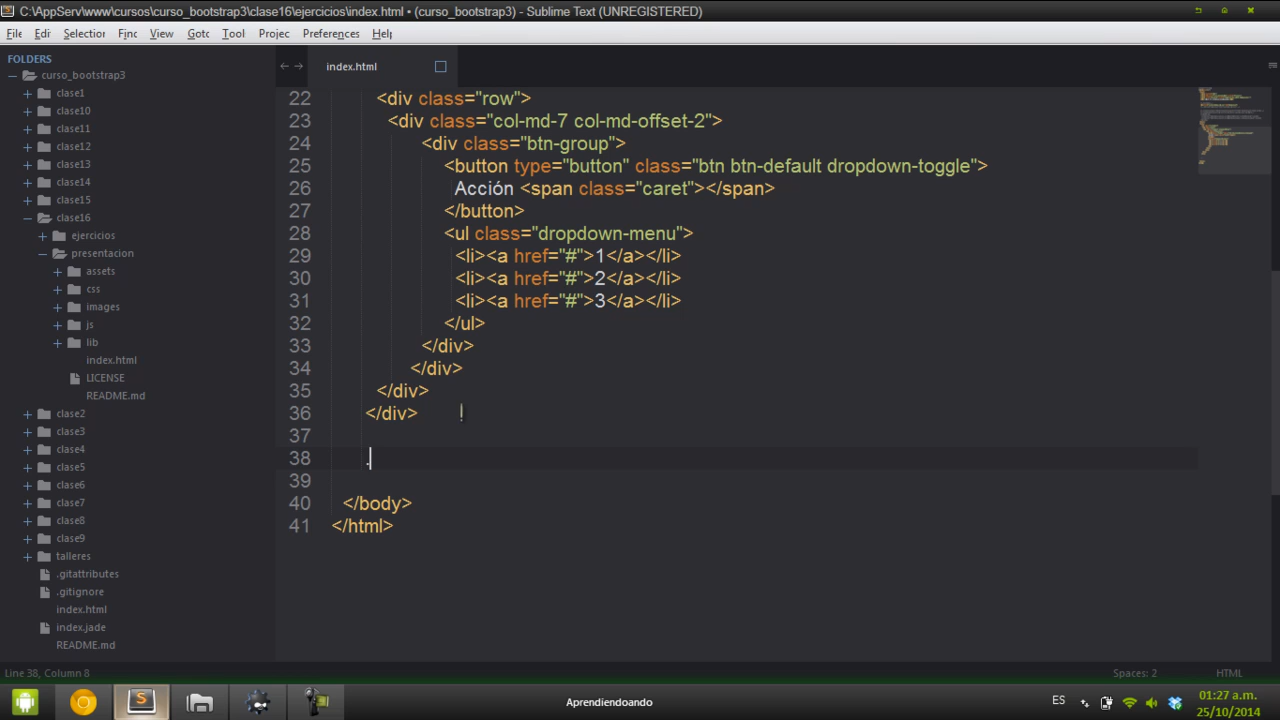 C:\AppServ\www\cursos\curso_bootstrap3\clase16\ejercicios\index.html • (curso_bootstrap3) - Sublime Text (UNREGISTERED)
File Edi Selection Find View Goto Tool Projec Preferences Help
FOLDERS
curso_bootstrap3
clase1
clase10
clase11
clase12
clase13
clase14
clase15
clase16
ejercicios
presentacion
assets
css
images
js
lib
index.html
LICENSE
README.md
clase2
clase3
clase4
clase5
clase6
clase7
clase8
clase9
talleres
.gitattributes
.gitignore
index.html
index.jade
README.md
index.html
22 <div class="row">
23 <div class="col-md-7 col-md-offset-2">
24 <div class="btn-group">
25 <button type="button" class="btn btn-default dropdown-toggle">
26 Acción <span class="caret"></span>
27 </button>
28 <ul class="dropdown-menu">
29 <li><a href="#">1</a></li>
30 <li><a href="#">2</a></li>
31 <li><a href="#">3</a></li>
32 </ul>
33 </div>
34 </div>
35 </div>
36 </div>
37
38 .
39
40 </body>
41 </html>
Line 38, Column 8
Spaces: 2
HTML
Aprendiendoando
ES
01:27 a.m.
25/10/2014